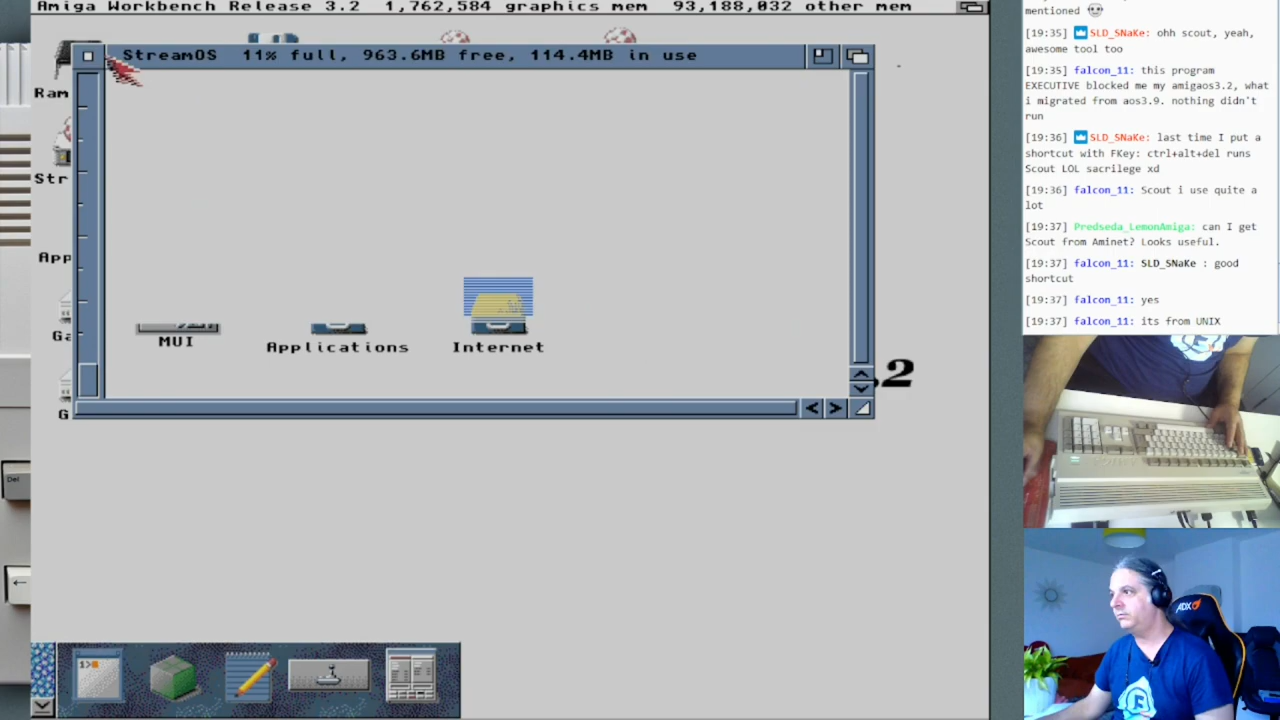 Amiga Workbench Release 3.2 1,762,584 graphics mem 93,188,032 other mem
StreamOS 11% full, 963.6MB free, 114.4MB in use
Ram
Str
App
Ga
G
MUI
Applications
Internet
.2
Del
←
1>
mentioned
[19:35] SLD_SNaKe: ohh scout, yeah,
awesome tool too
[19:35] falcon_11: this program
EXECUTIVE blocked me my amigaos3.2, what
i migrated from aos3.9. nothing didn't
run
[19:36] SLD_SNaKe: last time I put a
shortcut with FKey: ctrl+alt+del runs
Scout LOL sacrilege xd
[19:36] falcon_11: Scout i use quite a
lot
[19:37] Predseda_LemonAmiga: can I get
Scout from Aminet? Looks useful.
[19:37] falcon_11: SLD_SNaKe : good
shortcut
[19:37] falcon_11: yes
[19:37] falcon_11: its from UNIX
ADX
F